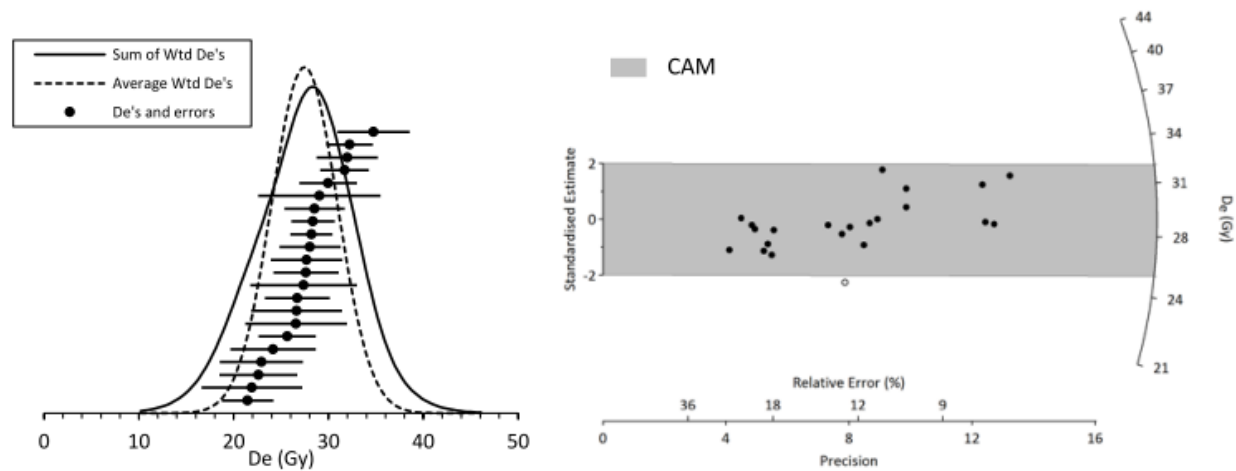 Sum of Wtd De's
Average Wtd De's
De's and errors
0 10 20 30 40 50
De (Gy)
CAM
2
0
-2
Standardised Estimate
44
40
37
34
31
28
24
21
De (Gy)
Relative Error (%)
36 18 12 9
0 4 8 12 16
Precision